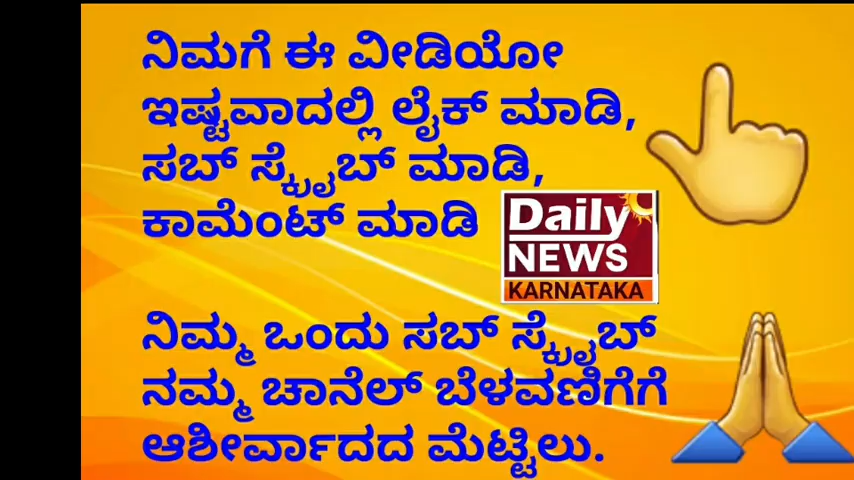 ನಿಮಗೆ ಈ ವೀಡಿಯೋ
ಇಷ್ಟವಾದಲ್ಲಿ ಲೈಕ್ ಮಾಡಿ,
ಸಬ್ ಸ್ಕ್ರೈಬ್ ಮಾಡಿ,
ಕಾಮೆಂಟ್ ಮಾಡಿ
Daily
NEWS
KARNATAKA
ನಿಮ್ಮ ಒಂದು ಸಬ್ ಸ್ಕ್ರೈಬ್
ನಮ್ಮ ಚಾನೆಲ್ ಬೆಳವಣಿಗೆಗೆ
ಆಶೀರ್ವಾದದ ಮೆಟ್ಟಿಲು.